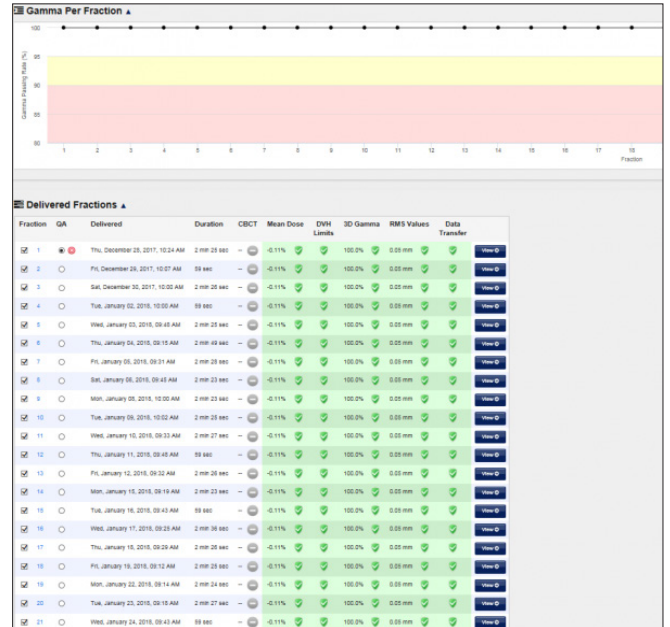 Gamma Per Fraction ▲
Gamma Passing Rate (%)
100
95
90
85
80
1 2 3 4 5 6 7 8 9 10 11 12 13 14 15 16 17 18
Fraction
Delivered Fractions ▲
Fraction QA Delivered Duration CBCT Mean Dose DVH Limits 3D Gamma RMS Values Data Transfer
1 Thu, December 28, 2017, 10:24 AM 2 min 25 sec -- -0.11% 100.0% 0.05 mm View
2 Fri, December 29, 2017, 10:07 AM 59 sec -- -0.11% 100.0% 0.05 mm View
3 Sat, December 30, 2017, 10:00 AM 2 min 26 sec -- -0.11% 100.0% 0.05 mm View
4 Tue, January 02, 2018, 10:00 AM 59 sec -- -0.11% 100.0% 0.05 mm View
5 Wed, January 03, 2018, 09:45 AM 2 min 25 sec -- -0.11% 100.0% 0.05 mm View
6 Thu, January 04, 2018, 09:15 AM 2 min 49 sec -- -0.11% 100.0% 0.05 mm View
7 Fri, January 05, 2018, 09:31 AM 2 min 25 sec -- -0.11% 100.0% 0.05 mm View
8 Sat, January 06, 2018, 09:45 AM 2 min 23 sec -- -0.11% 100.0% 0.05 mm View
9 Mon, January 08, 2018, 10:00 AM 2 min 23 sec -- -0.11% 100.0% 0.05 mm View
10 Tue, January 09, 2018, 10:02 AM 2 min 25 sec -- -0.11% 100.0% 0.05 mm View
11 Wed, January 10, 2018, 09:33 AM 2 min 27 sec -- -0.11% 100.0% 0.05 mm View
12 Thu, January 11, 2018, 09:45 AM 59 sec -- -0.11% 100.0% 0.05 mm View
13 Fri, January 12, 2018, 09:32 AM 2 min 26 sec -- -0.11% 100.0% 0.05 mm View
14 Mon, January 15, 2018, 09:19 AM 2 min 23 sec -- -0.11% 100.0% 0.05 mm View
15 Tue, January 16, 2018, 09:43 AM 59 sec -- -0.11% 100.0% 0.05 mm View
16 Wed, January 17, 2018, 09:25 AM 2 min 36 sec -- -0.11% 100.0% 0.05 mm View
17 Thu, January 18, 2018, 09:29 AM 2 min 26 sec -- -0.11% 100.0% 0.05 mm View
18 Fri, January 19, 2018, 09:12 AM 2 min 25 sec -- -0.11% 100.0% 0.05 mm View
19 Mon, January 22, 2018, 09:14 AM 2 min 24 sec -- -0.11% 100.0% 0.05 mm View
20 Tue, January 23, 2018, 09:15 AM 2 min 27 sec -- -0.11% 100.0% 0.05 mm View
21 Wed, January 24, 2018, 09:43 AM 59 sec -- -0.11% 100.0% 0.05 mm View